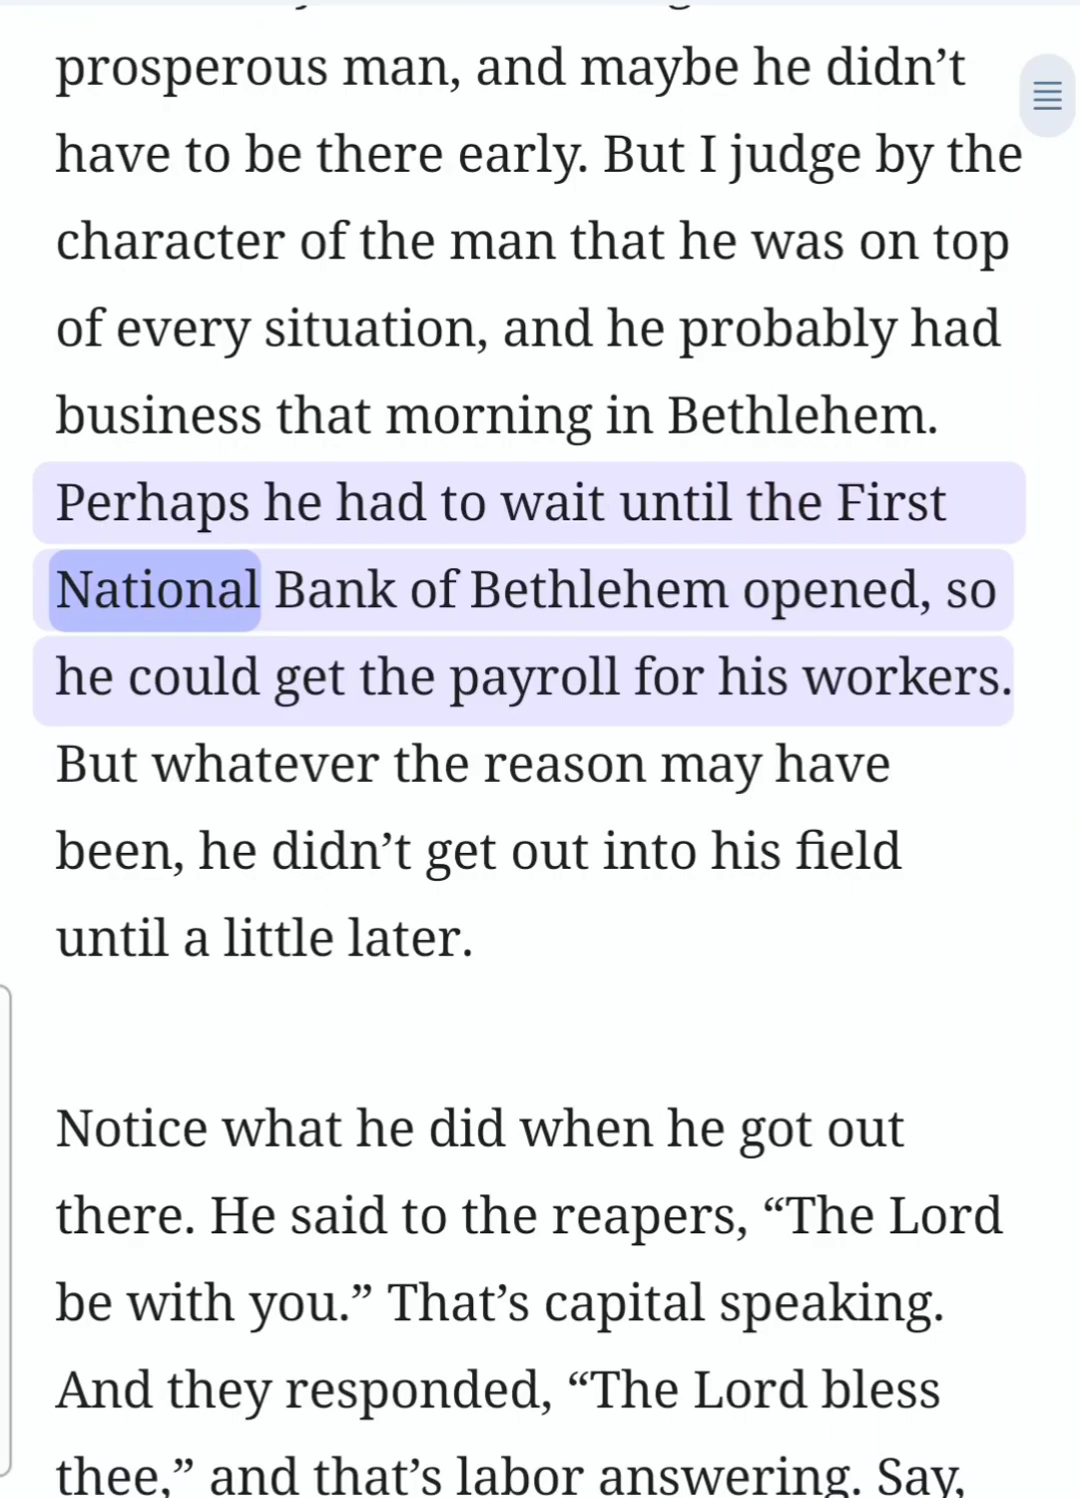 prosperous man, and maybe he didn’t
have to be there early. But I judge by the
character of the man that he was on top
of every situation, and he probably had
business that morning in Bethlehem.
Perhaps he had to wait until the First
National Bank of Bethlehem opened, so
he could get the payroll for his workers.
But whatever the reason may have
been, he didn’t get out into his field
until a little later.
Notice what he did when he got out
there. He said to the reapers, “The Lord
be with you.” That’s capital speaking.
And they responded, “The Lord bless
thee,” and that’s labor answering. Say,